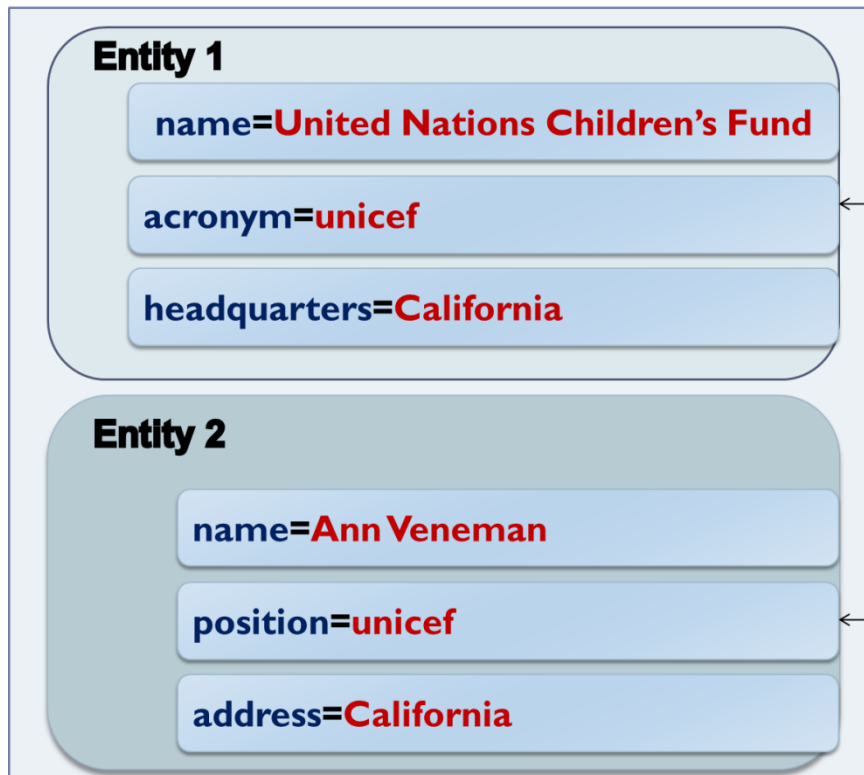 Entity 1
name=United Nations Children’s Fund
acronym=unicef
headquarters=California
Entity 2
name=Ann Veneman
position=unicef
address=California